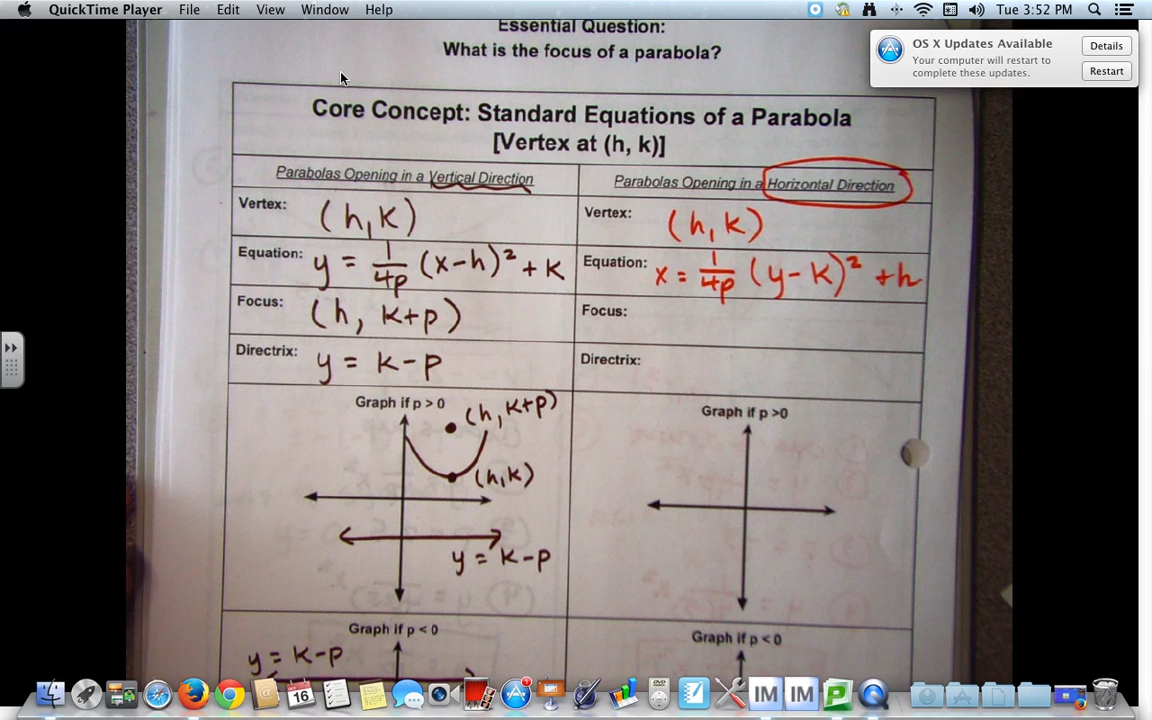 QuickTime Player File Edit View Window Help Tue 3:52 PM
OS X Updates Available
Your computer will restart to
complete these updates.
Details
Restart
Essential Question:
What is the focus of a parabola?
Core Concept: Standard Equations of a Parabola
[Vertex at (h, k)]
Parabolas Opening in a Vertical Direction
Vertex: (h, k)
Equation: y = 1/4p (x-h)² + k
Focus: (h, k+p)
Directrix: y = k-p
Graph if p > 0
(h, k+p)
(h, k)
y = k-p
Graph if p < 0
y = k-p
Parabolas Opening in a Horizontal Direction
Vertex: (h, k)
Equation: x = 1/4p (y-k)² + h
Focus:
Directrix:
Graph if p >0
Graph if p < 0
16
1
DVD
IM
IM
P